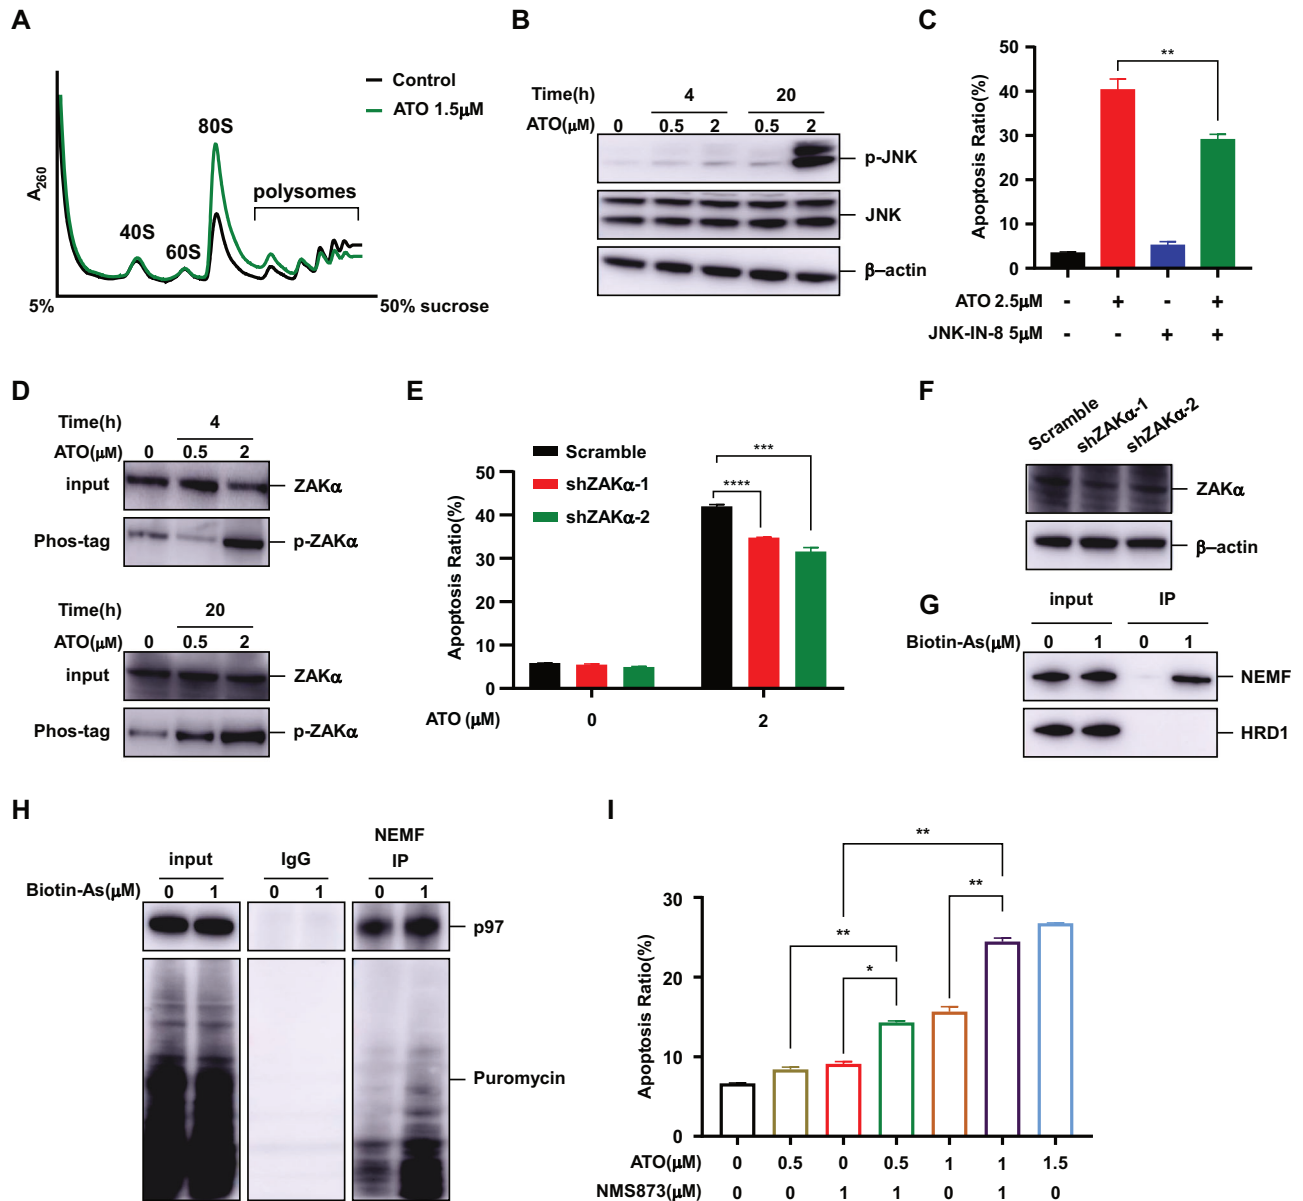 A
Control
ATO 1.5μM
A260
40S
60S
80S
polysomes
5%
50% sucrose
B
Time(h) 4 20
ATO(μM) 0 0.5 2 0.5 2
p-JNK
JNK
β–actin
C
Apoptosis Ratio(%)
50
40
30
20
10
0
**
ATO 2.5μM - + - +
JNK-IN-8 5μM - - + +
D
Time(h) 4
ATO(μM) 0 0.5 2
input ZAKα
Phos-tag p-ZAKα
Time(h) 20
ATO(μM) 0 0.5 2
input ZAKα
Phos-tag p-ZAKα
E
Scramble
shZAKα-1
shZAKα-2
Apoptosis Ratio(%)
50
40
30
20
10
0
***
****
ATO (μM) 0 2
F
Scramble
shZAKα-1
shZAKα-2
ZAKα
β–actin
G
input IP
Biotin-As(μM) 0 1 0 1
NEMF
HRD1
H
input IgG NEMF IP
Biotin-As(μM) 0 1 0 1 0 1
p97
Puromycin
I
Apoptosis Ratio(%)
30
20
10
0
**
**
**
*
ATO(μM) 0 0.5 0 0.5 1 1 1.5
NMS873(μM) 0 0 1 1 0 1 0